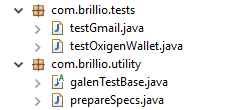 com.brillio.tests
testGmail.java
testOxigenWallet.java
com.brillio.utility
galenTestBase.java
prepareSpecs.java